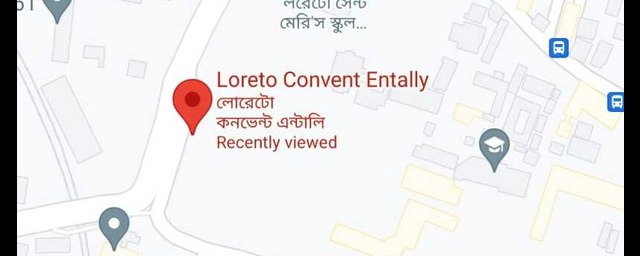 লরেটো সেন্ট
মেরি'স স্কুল...
Loreto Convent Entally
লোরেটো
কনভেন্ট এন্টালি
Recently viewed